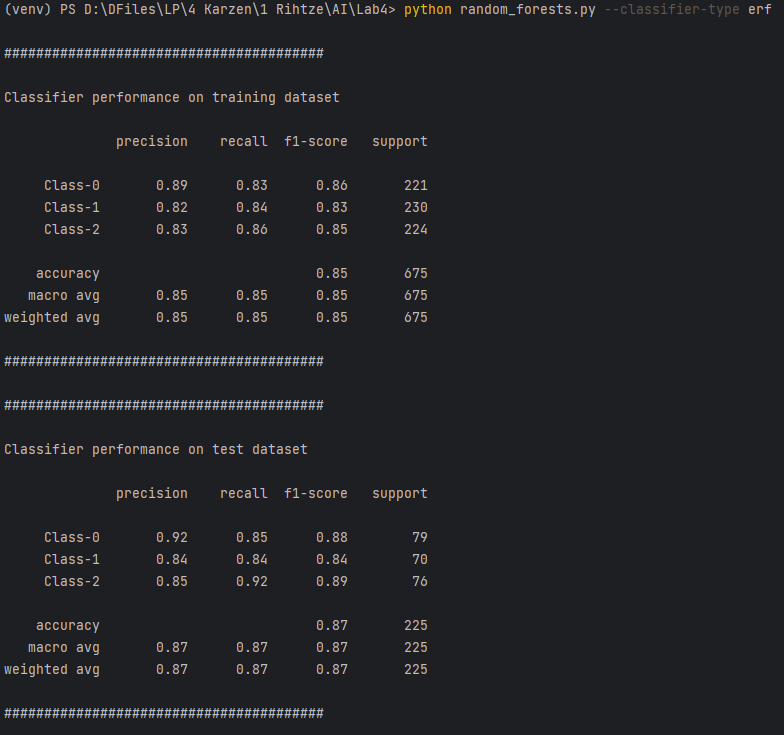 (venv) PS D:\DFiles\LP\4 Karzen\1 Rihtze\AI\Lab4> python random_forests.py --classifier-type erf
########################################
Classifier performance on training dataset
precision recall f1-score support
Class-0 0.89 0.83 0.86 221
Class-1 0.82 0.84 0.83 230
Class-2 0.83 0.86 0.85 224
accuracy 0.85 675
macro avg 0.85 0.85 0.85 675
weighted avg 0.85 0.85 0.85 675
########################################
########################################
Classifier performance on test dataset
precision recall f1-score support
Class-0 0.92 0.85 0.88 79
Class-1 0.84 0.84 0.84 70
Class-2 0.85 0.92 0.89 76
accuracy 0.87 225
macro avg 0.87 0.87 0.87 225
weighted avg 0.87 0.87 0.87 225
########################################